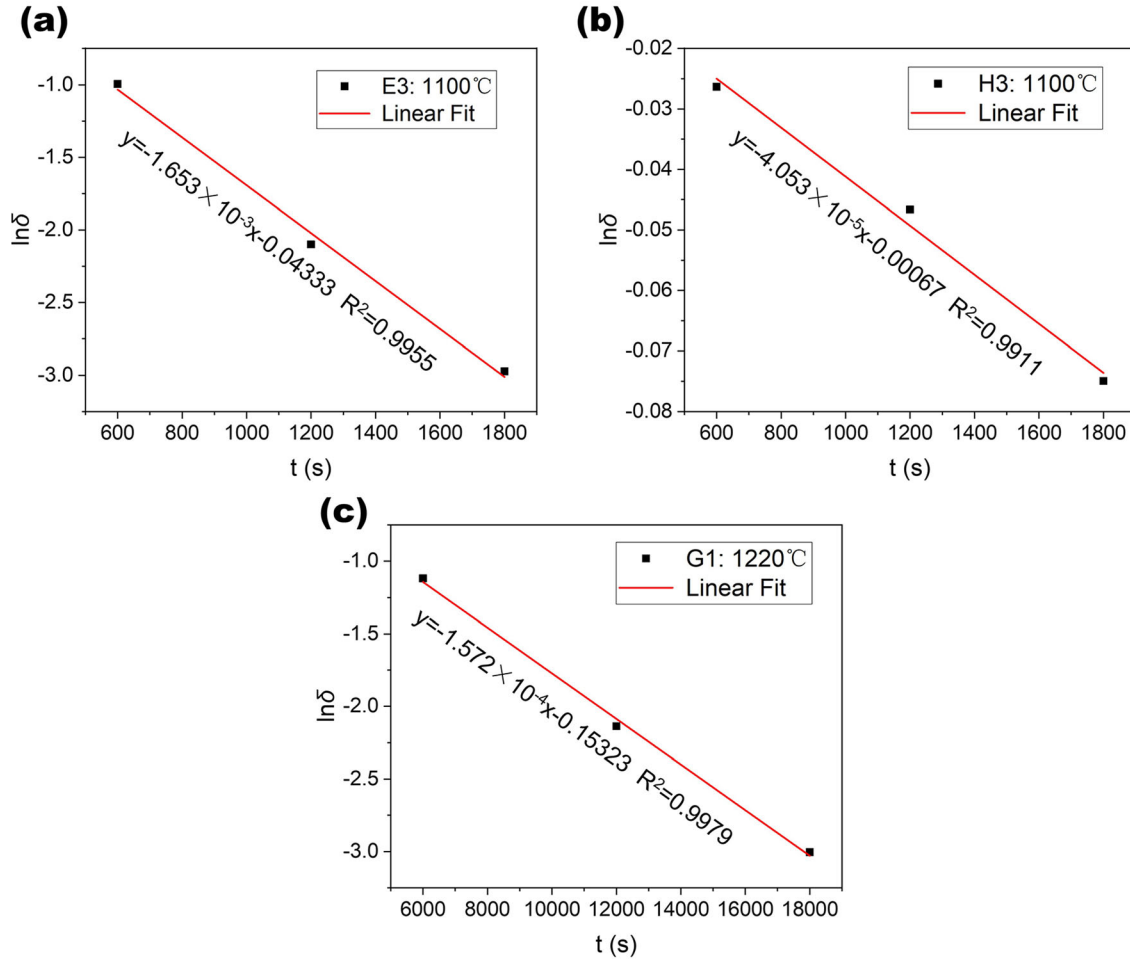 (a)
-1.0
-1.5
-2.0
-2.5
-3.0
lnδ
E3: 1100℃
Linear Fit
y=-1.653×10⁻³x-0.04333 R²=0.9955
600 800 1000 1200 1400 1600 1800
t (s)
(b)
-0.02
-0.03
-0.04
-0.05
-0.06
-0.07
-0.08
lnδ
H3: 1100℃
Linear Fit
y=-4.053×10⁻⁵x-0.00067 R²=0.9911
600 800 1000 1200 1400 1600 1800
t (s)
(c)
-1.0
-1.5
-2.0
-2.5
-3.0
lnδ
G1: 1220℃
Linear Fit
y=-1.572×10⁻⁴x-0.15323 R²=0.9979
6000 8000 10000 12000 14000 16000 18000
t (s)